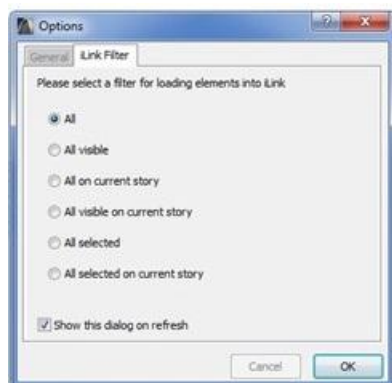 Options
General
iLink Filter
Please select a filter for loading elements into iLink
All
All visible
All on current story
All visible on current story
All selected
All selected on current story
Show this dialog on refresh
Cancel
OK